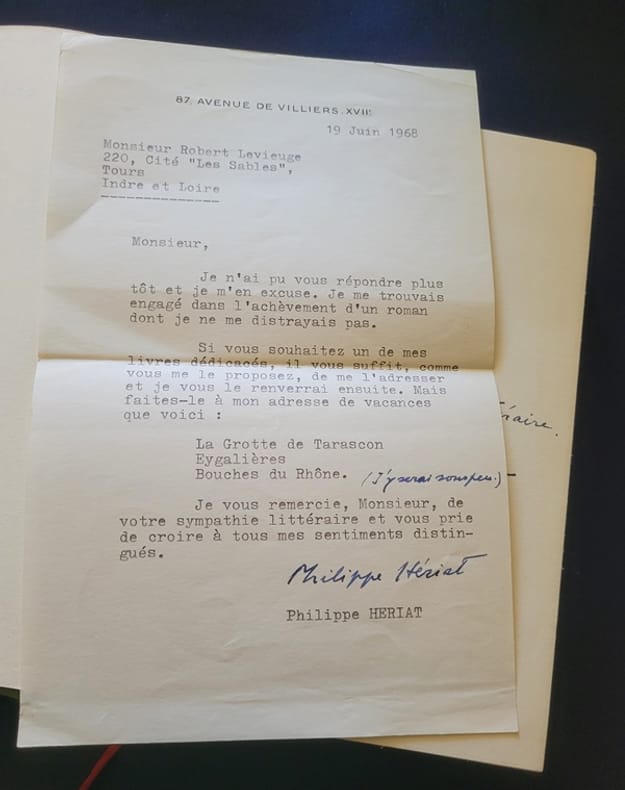 87, AVENUE DE VILLIERS.XVIIᵉ
19 Juin 1968
Monsieur Robert Levieuge
220, Cité "Les Sables",
Tours
Indre et Loire
Monsieur,
Je n'ai pu vous répondre plus
tôt et je m'en excuse. Je me trouvais
engagé dans l'achèvement d'un roman
dont je ne me distrayais pas.
Si vous souhaitez un de mes
livres dédicacés, il vous suffit, comme
vous me le proposez, de me l'adresser
et je vous le renverrai ensuite. Mais
faites-le à mon adresse de vacances
que voici :
La Grotte de Tarascon
Eygalières
Bouches du Rhône. (J'y serai sous peu.)
Je vous remercie, Monsieur, de
votre sympathie littéraire et vous prie
de croire à tous mes sentiments distin-
gués.
Philippe Hériat
Philippe HERIAT